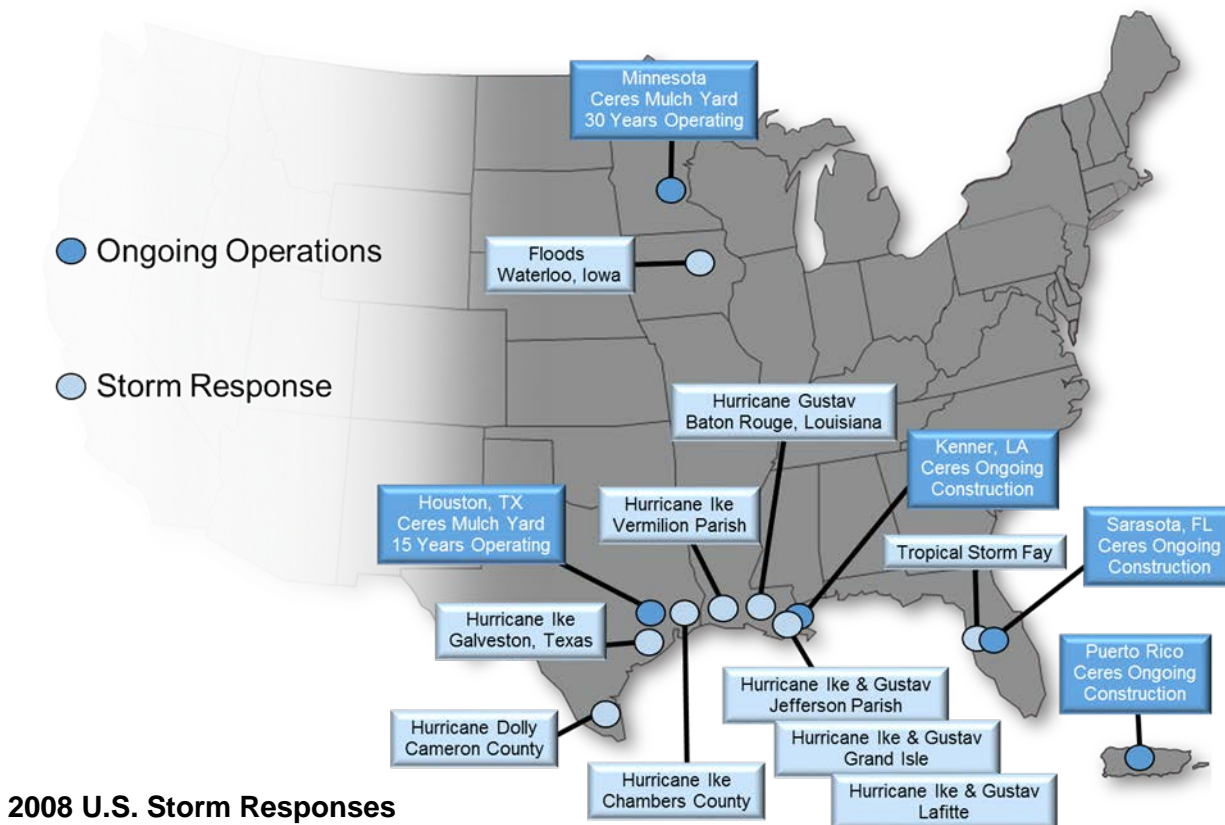 Minnesota
Ceres Mulch Yard
30 Years Operating
Ongoing Operations
Floods
Waterloo, Iowa
Storm Response
Hurricane Gustav
Baton Rouge, Louisiana
Kenner, LA
Ceres Ongoing
Construction
Houston, TX
Ceres Mulch Yard
15 Years Operating
Hurricane Ike
Vermilion Parish
Tropical Storm Fay
Sarasota, FL
Ceres Ongoing
Construction
Hurricane Ike
Galveston, Texas
Puerto Rico
Ceres Ongoing
Construction
Hurricane Ike & Gustav
Jefferson Parish
Hurricane Dolly
Cameron County
Hurricane Ike & Gustav
Grand Isle
Hurricane Ike
Chambers County
Hurricane Ike & Gustav
Lafitte
2008 U.S. Storm Responses